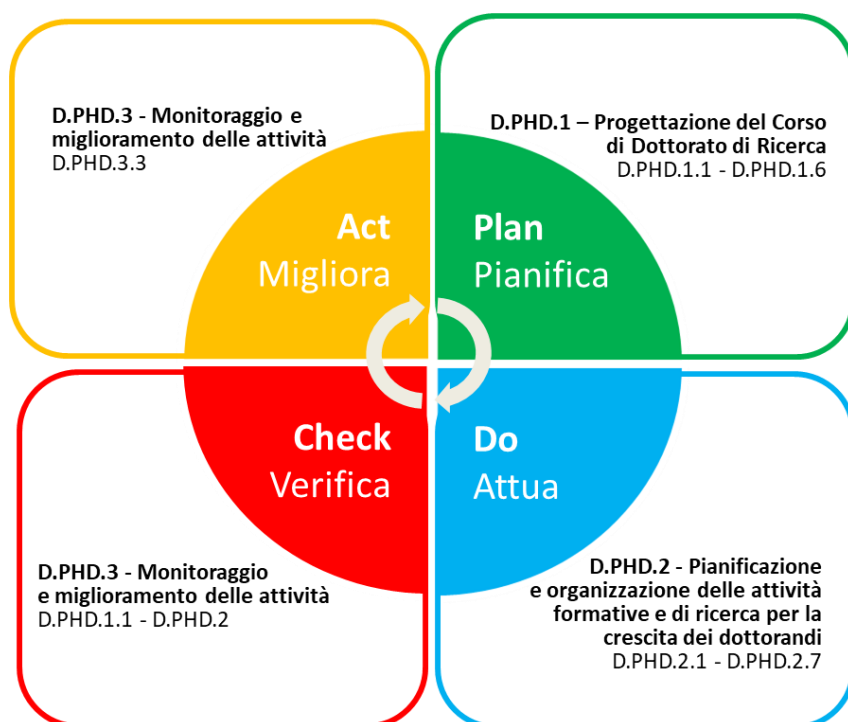 D.PHD.3 - Monitoraggio e
miglioramento delle attività
D.PHD.3.3
D.PHD.1 – Progettazione del Corso
di Dottorato di Ricerca
D.PHD.1.1 - D.PHD.1.6
Act
Migliora
Plan
Pianifica
Check
Verifica
Do
Attua
D.PHD.3 - Monitoraggio
e miglioramento delle attività
D.PHD.1.1 - D.PHD.2
D.PHD.2 - Pianificazione
e organizzazione delle attività
formative e di ricerca per la
crescita dei dottorandi
D.PHD.2.1 - D.PHD.2.7